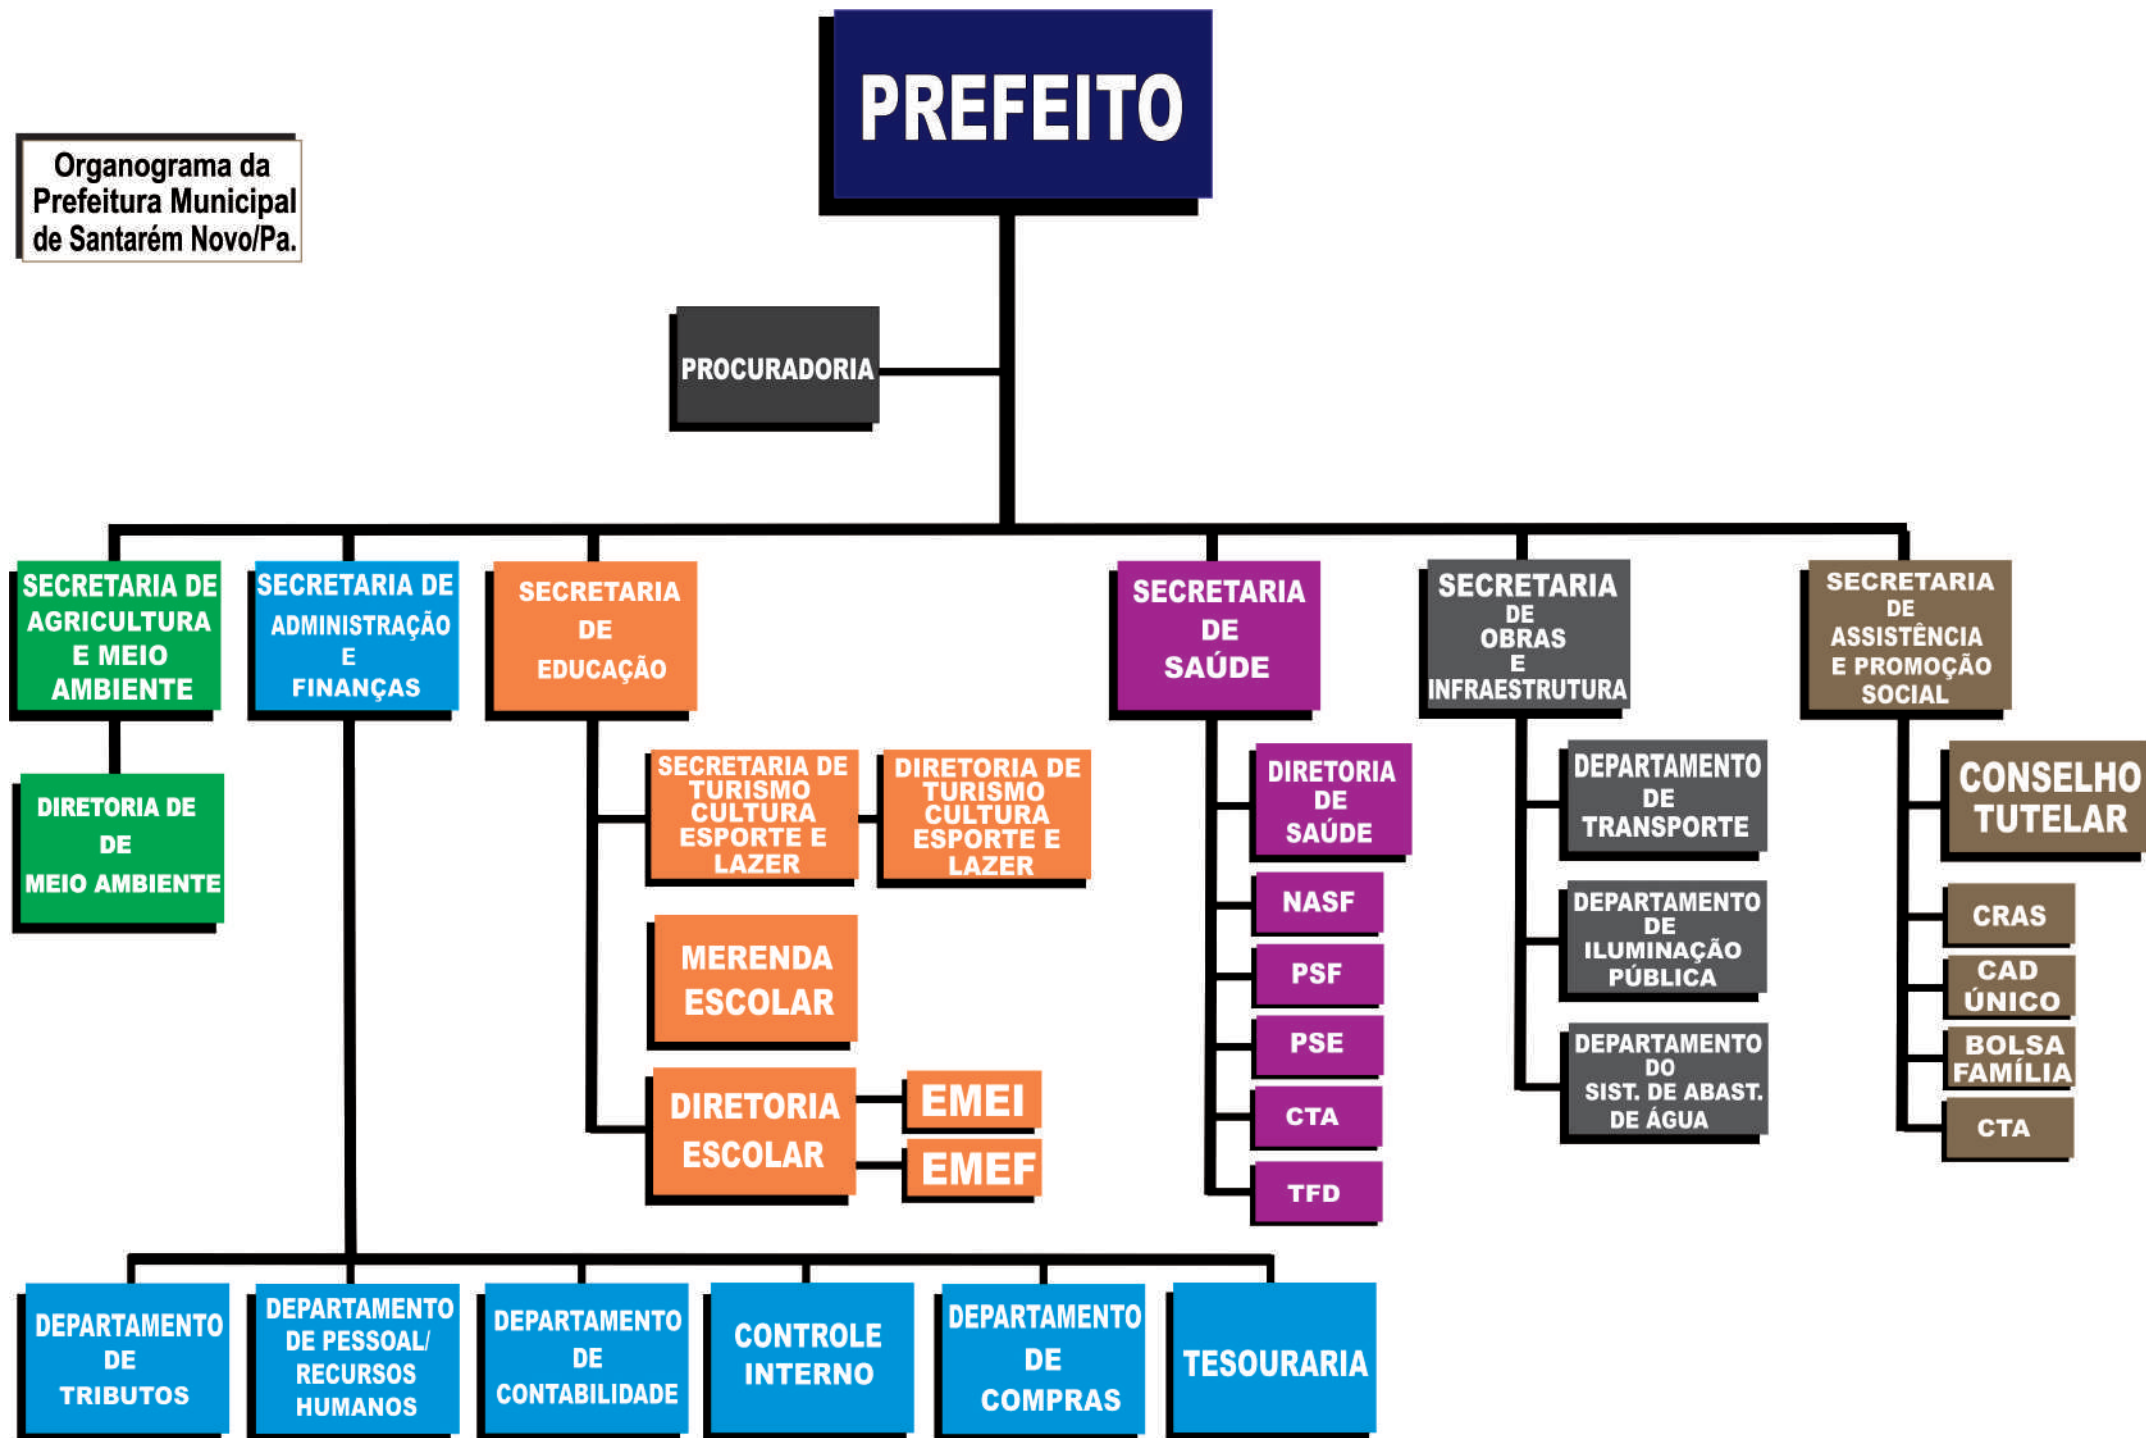 PREFEITO
Organograma da
Prefeitura Municipal
de Santarém Novo/Pa.
PROCURADORIA
SECRETARIA DE
AGRICULTURA
E MEIO
AMBIENTE
SECRETARIA DE
ADMINISTRAÇÃO
E
FINANÇAS
SECRETARIA
DE
EDUCAÇÃO
SECRETARIA
DE
SAÚDE
SECRETARIA
DE
OBRAS
E
INFRAESTRUTURA
SECRETARIA
DE
ASSISTÊNCIA
E PROMOÇÃO
SOCIAL
DIRETORIA DE
DE
MEIO AMBIENTE
SECRETARIA DE
TURISMO
CULTURA
ESPORTE E
LAZER
DIRETORIA DE
TURISMO
CULTURA
ESPORTE E
LAZER
MERENDA
ESCOLAR
DIRETORIA
ESCOLAR
EMEI
EMEF
DIRETORIA
DE
SAÚDE
NASF
PSF
PSE
CTA
TFD
DEPARTAMENTO
DE
TRANSPORTE
DEPARTAMENTO
DE
ILUMINAÇÃO
PÚBLICA
DEPARTAMENTO
DO
SIST. DE ABAST.
DE ÁGUA
CONSELHO
TUTELAR
CRAS
CAD
ÚNICO
BOLSA
FAMÍLIA
CTA
DEPARTAMENTO
DE
TRIBUTOS
DEPARTAMENTO
DE PESSOAL/
RECURSOS
HUMANOS
DEPARTAMENTO
DE
CONTABILIDADE
CONTROLE
INTERNO
DEPARTAMENTO
DE
COMPRAS
TESOURARIA